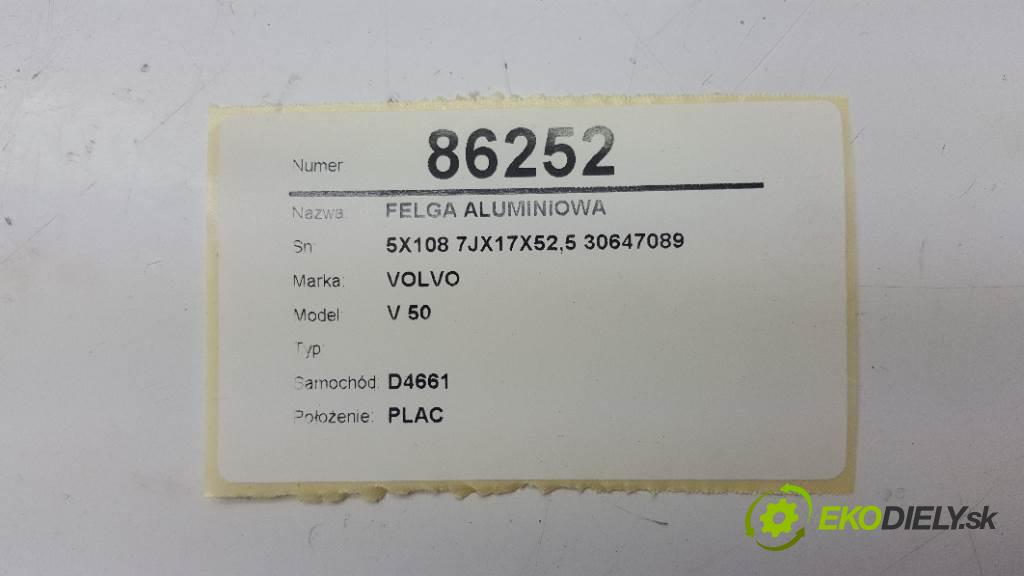 Numer 86252
Nazwa: FELGA ALUMINIOWA
Sn: 5X108 7JX17X52,5 30647089
Marka: VOLVO
Model: V 50
Typ:
Samochód: D4661
Położenie: PLAC
EKODIELY.sk